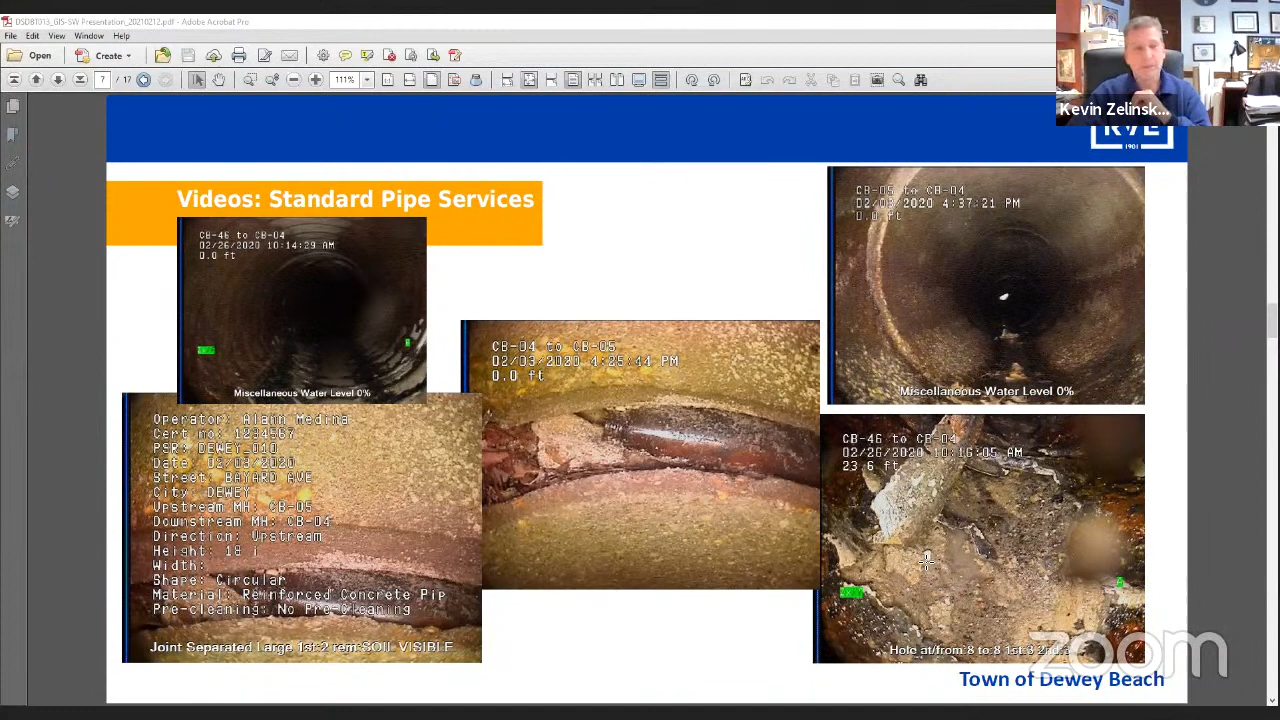 DSDBT013_GIS-SW Presentation_20210212.pdf - Adobe Acrobat Pro
File Edit View Window Help
Open
Create
7 / 17
111%
Kevin Zelinsk...
RVE
1901
Videos: Standard Pipe Services
CB-46 to CB-04
02/26/2020 10:14:29 AM
0.0 ft
Miscellaneous Water Level 0%
CB-05 to CB-04
02/03/2020 4:37:21 PM
0.0 ft
Miscellaneous Water Level 0%
CB-04 to CB-05
02/03/2020 4:25:44 PM
0.0 ft
Operator: Alann Medina
Cert no: 1234567
PSR: DEWEY_010
Date: 02/03/2020
Street: BAYARD AVE
City: DEWEY
Upstream MH: CB-05
Downstream MH: CB-04
Direction: Upstream
Height: 18 i
Width:
Shape: Circular
Material: Reinforced Concrete Pip
Pre-cleaning: No Pre-Cleaning
Joint Separated Large 1st:2 rem:SOIL VISIBLE
CB-46 to CB-04
02/26/2020 10:16:05 AM
23.6 ft
Hole at/from 8 to:8 1st:3 2nd:3
zoom
Town of Dewey Beach